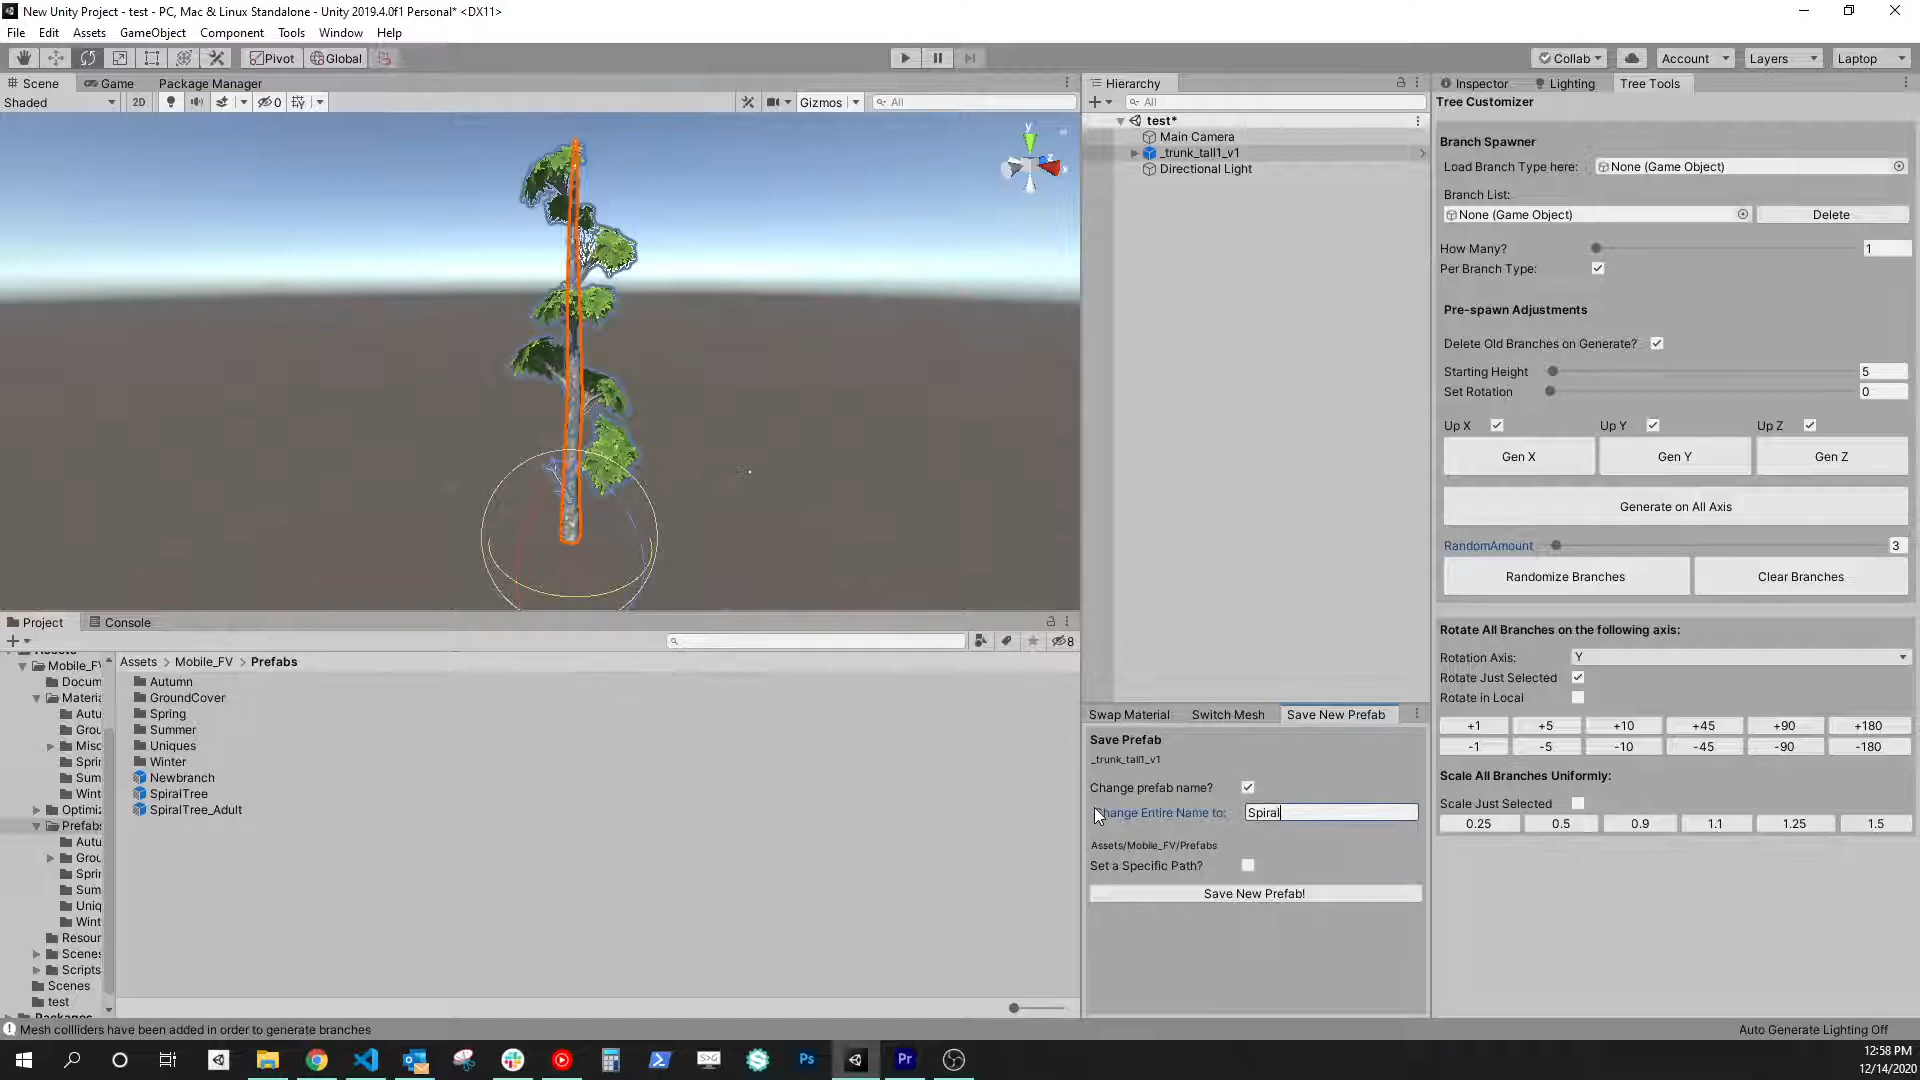 New Unity Project - test - PC, Mac & Linux Standalone - Unity 2019.4.0f1 Personal* <DX11>
File Edit Assets GameObject Component Tools Window Help
Pivot Global Collab Account Layers Laptop
Scene Game Package Manager
Shaded 2D 0 Gizmos All
Hierarchy
All
test*
Main Camera
_trunk_tall1_v1
Directional Light
y
Inspector Lighting Tree Tools
Tree Customizer
Branch Spawner
Load Branch Type here: None (Game Object)
Branch List:
None (Game Object) Delete
How Many? 1
Per Branch Type:
Pre-spawn Adjustments
Delete Old Branches on Generate?
Starting Height 5
Set Rotation 0
Up X Up Y Up Z
Gen X Gen Y Gen Z
Generate on All Axis
RandomAmount 3
Randomize Branches Clear Branches
Rotate All Branches on the following axis:
Rotation Axis: Y
Rotate Just Selected
Rotate in Local
+1 +5 +10 +45 +90 +180
-1 -5 -10 -45 -90 -180
Scale All Branches Uniformly:
Scale Just Selected
0.25 0.5 0.9 1.1 1.25 1.5
Project Console
8
Mobile_FV
Docum
Materia
Autu
Grou
Misc
Sprin
Sum
Wint
Optimiz
Prefabs
Autu
Grou
Sprin
Sum
Uniq
Wint
Resour
Scenes
Scripts
Scenes
test
Assets > Mobile_FV > Prefabs
Autumn
GroundCover
Spring
Summer
Uniques
Winter
Newbranch
SpiralTree
SpiralTree_Adult
Swap Material Switch Mesh Save New Prefab
Save Prefab
_trunk_tall1_v1
Change prefab name?
hange Entire Name to: Spiral
Assets/Mobile_FV/Prefabs
Set a Specific Path?
Save New Prefab!
Mesh collliders have been added in order to generate branches
Auto Generate Lighting Off
Ps Pr
12:58 PM
12/14/2020